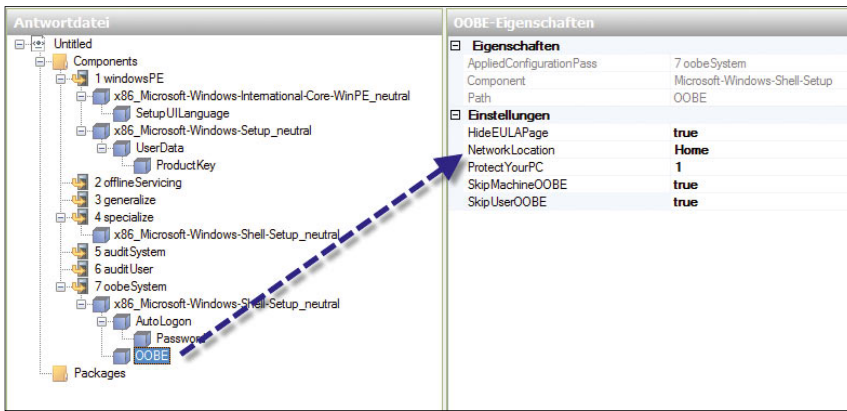 Antwortdatei
Untitled
Components
1 windowsPE
x86_Microsoft-Windows-International-Core-WinPE_neutral
SetupUILanguage
x86_Microsoft-Windows-Setup_neutral
UserData
ProductKey
2 offlineServicing
3 generalize
4 specialize
x86_Microsoft-Windows-Shell-Setup_neutral
5 auditSystem
6 auditUser
7 oobeSystem
x86_Microsoft-Windows-Shell-Setup_neutral
AutoLogon
Password
OOBE
Packages
OOBE-Eigenschaften
Eigenschaften
AppliedConfigurationPass 7 oobeSystem
Component Microsoft-Windows-Shell-Setup
Path OOBE
Einstellungen
HideEULAPage true
NetworkLocation Home
ProtectYourPC 1
SkipMachineOOBE true
SkipUserOOBE true